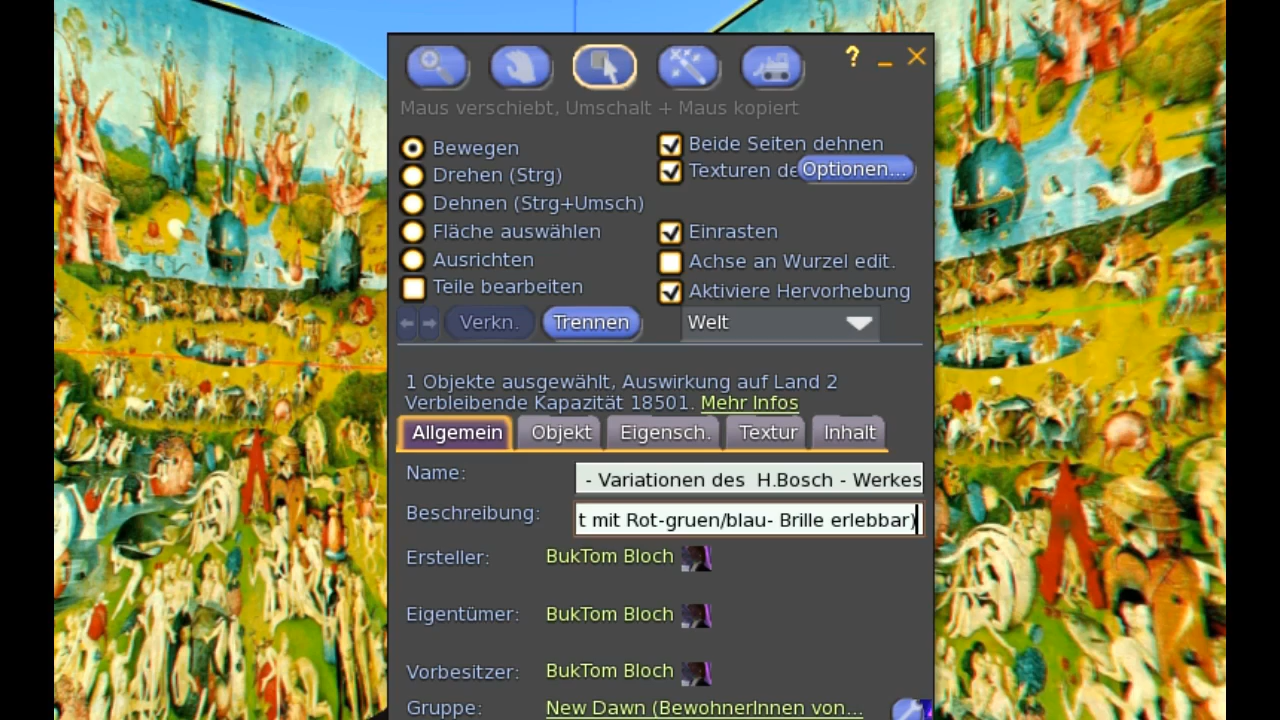 ?
Maus verschiebt, Umschalt + Maus kopiert
Bewegen
Drehen (Strg)
Dehnen (Strg+Umsch)
Fläche auswählen
Ausrichten
Teile bearbeiten
Beide Seiten dehnen
Texturen de
Optionen...
Einrasten
Achse an Wurzel edit.
Aktiviere Hervorhebung
Verkn.
Trennen
Welt
1 Objekte ausgewählt, Auswirkung auf Land 2
Verbleibende Kapazität 18501. Mehr Infos
Allgemein Objekt Eigensch. Textur Inhalt
Name: - Variationen des H.Bosch - Werkes
Beschreibung: t mit Rot-gruen/blau- Brille erlebbar)
Ersteller: BukTom Bloch
Eigentümer: BukTom Bloch
Vorbesitzer: BukTom Bloch
Gruppe: New Dawn (BewohnerInnen von...